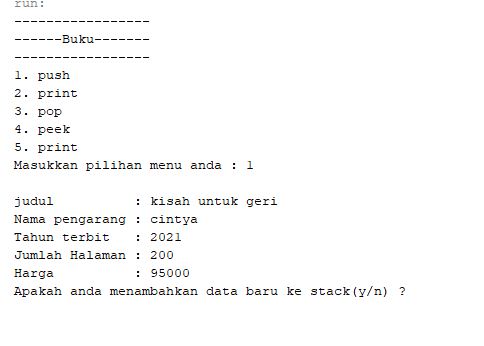 run:
-----------------
------Buku-------
-----------------
1. push
2. print
3. pop
4. peek
5. print
Masukkan pilihan menu anda : 1
judul          : kisah untuk geri
Nama pengarang : cintya
Tahun terbit   : 2021
Jumlah Halaman : 200
Harga          : 95000
Apakah anda menambahkan data baru ke stack(y/n) ?